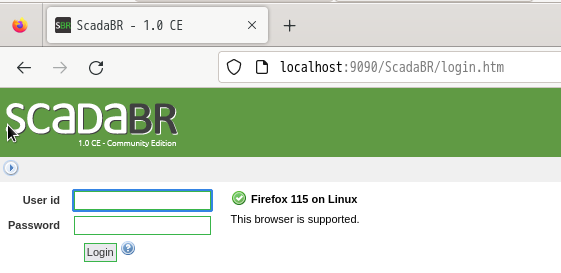 SBR ScadaBR - 1.0 CE
localhost:9090/ScadaBR/login.htm
SCADABR
1.0 CE - Community Edition
User id
Firefox 115 on Linux
Password
This browser is supported.
Login